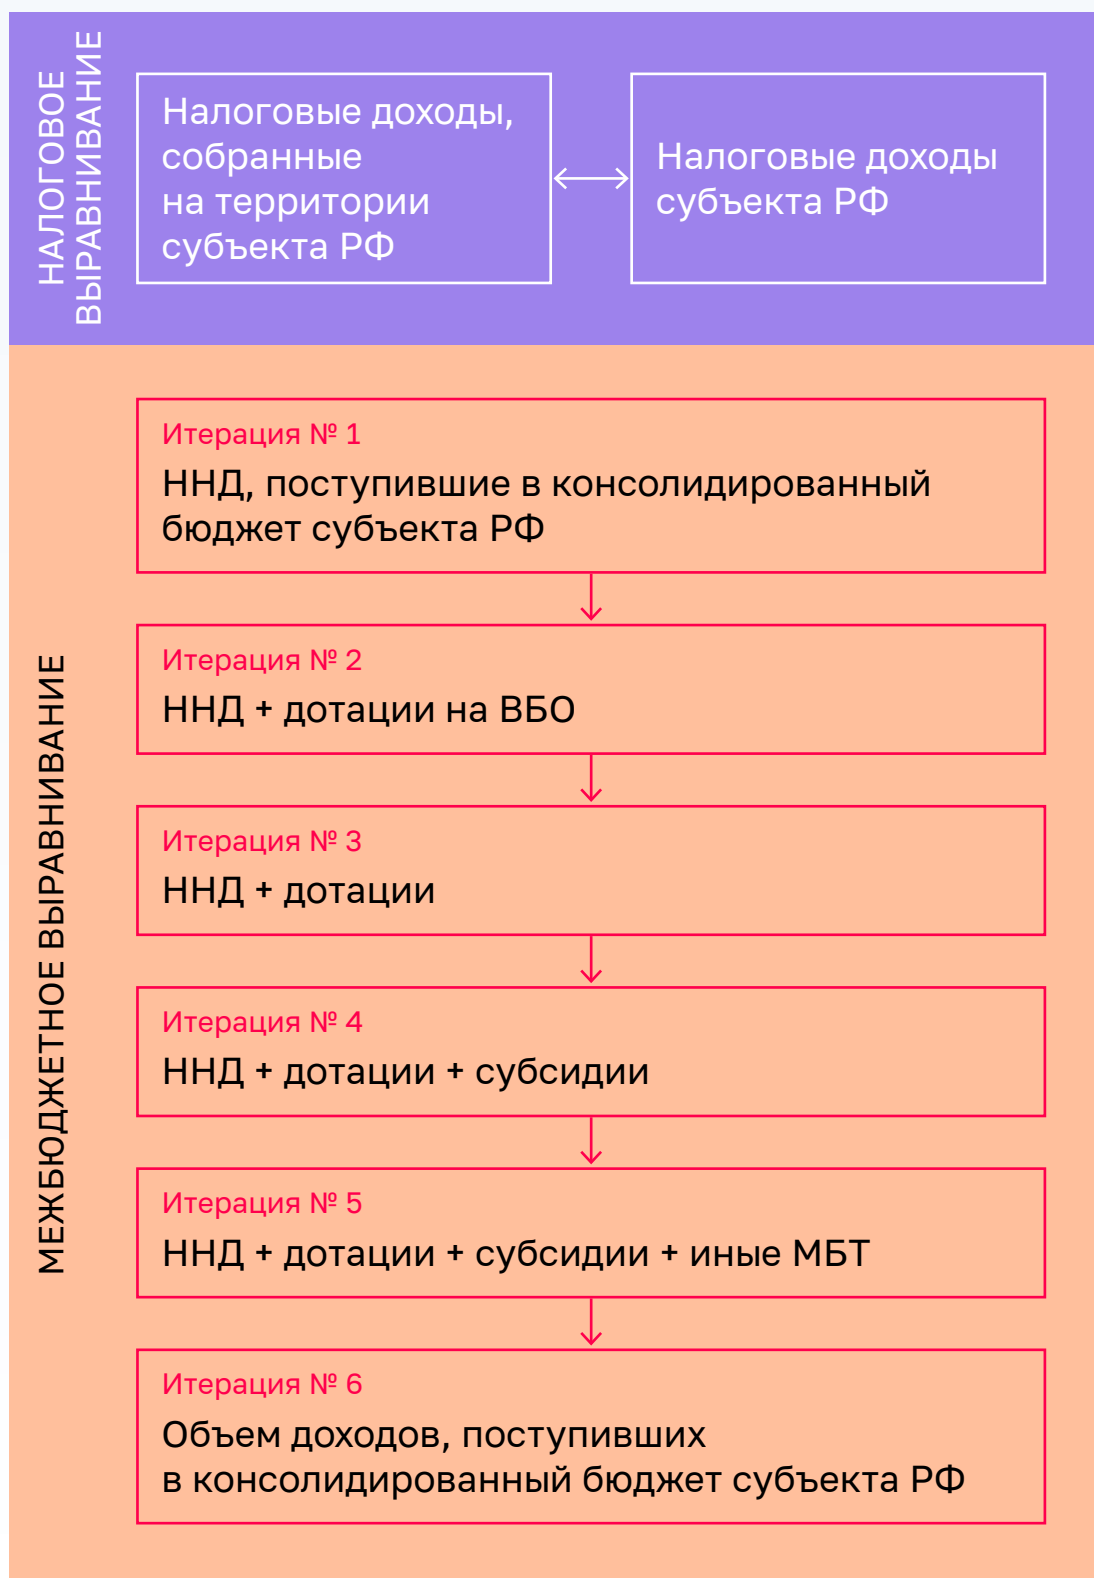 НАЛОГОВОЕ
ВЫРАВНИВАНИЕ
Налоговые доходы,
собранные
на территории
субъекта РФ
Налоговые доходы
субъекта РФ
МЕЖБЮДЖЕТНОЕ ВЫРАВНИВАНИЕ
Итерация № 1
ННД, поступившие в консолидированный
бюджет субъекта РФ
Итерация № 2
ННД + дотации на ВБО
Итерация № 3
ННД + дотации
Итерация № 4
ННД + дотации + субсидии
Итерация № 5
ННД + дотации + субсидии + иные МБТ
Итерация № 6
Объем доходов, поступивших
в консолидированный бюджет субъекта РФ